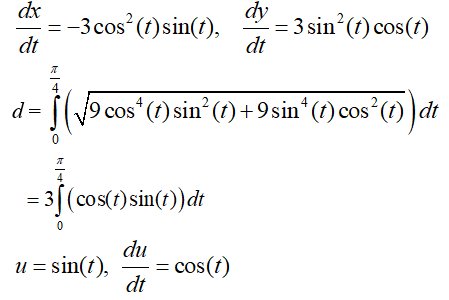 dx/dt = −3cos²(t)sin(t), dy/dt = 3sin²(t)cos(t)
d = ∫₀^(π/4) (√(9cos⁴(t)sin²(t) + 9sin⁴(t)cos²(t))) dt
= 3∫₀^(π/4) (cos(t)sin(t)) dt
u = sin(t), du/dt = cos(t)